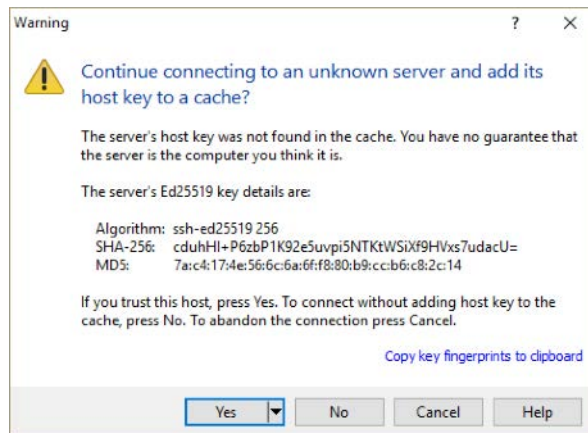 Warning
?
Continue connecting to an unknown server and add its
host key to a cache?
The server's host key was not found in the cache. You have no guarantee that
the server is the computer you think it is.
The server's Ed25519 key details are:
Algorithm: ssh-ed25519 256
SHA-256: cduhHI+P6zbP1K92e5uvpi5NTKtWSiXf9HVxs7udacU=
MD5: 7a:c4:17:4e:56:6c:6a:6f:f8:80:b9:cc:b6:c8:2c:14
If you trust this host, press Yes. To connect without adding host key to the
cache, press No. To abandon the connection press Cancel.
Copy key fingerprints to clipboard
Yes No Cancel Help